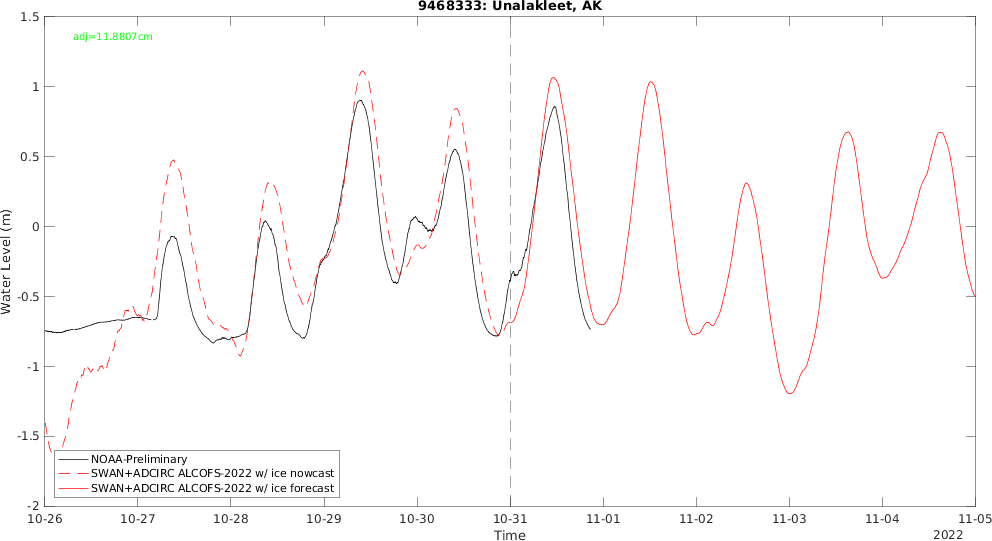 9468333: Unalakleet, AK
adj=11.8807cm
Water Level (m)
1.5
1
0.5
0
-0.5
-1
-1.5
-2
NOAA-Preliminary
SWAN+ADCIRC ALCOFS-2022 w/ ice nowcast
SWAN+ADCIRC ALCOFS-2022 w/ ice forecast
10-26 10-27 10-28 10-29 10-30 10-31 11-01 11-02 11-03 11-04 11-05
Time
2022